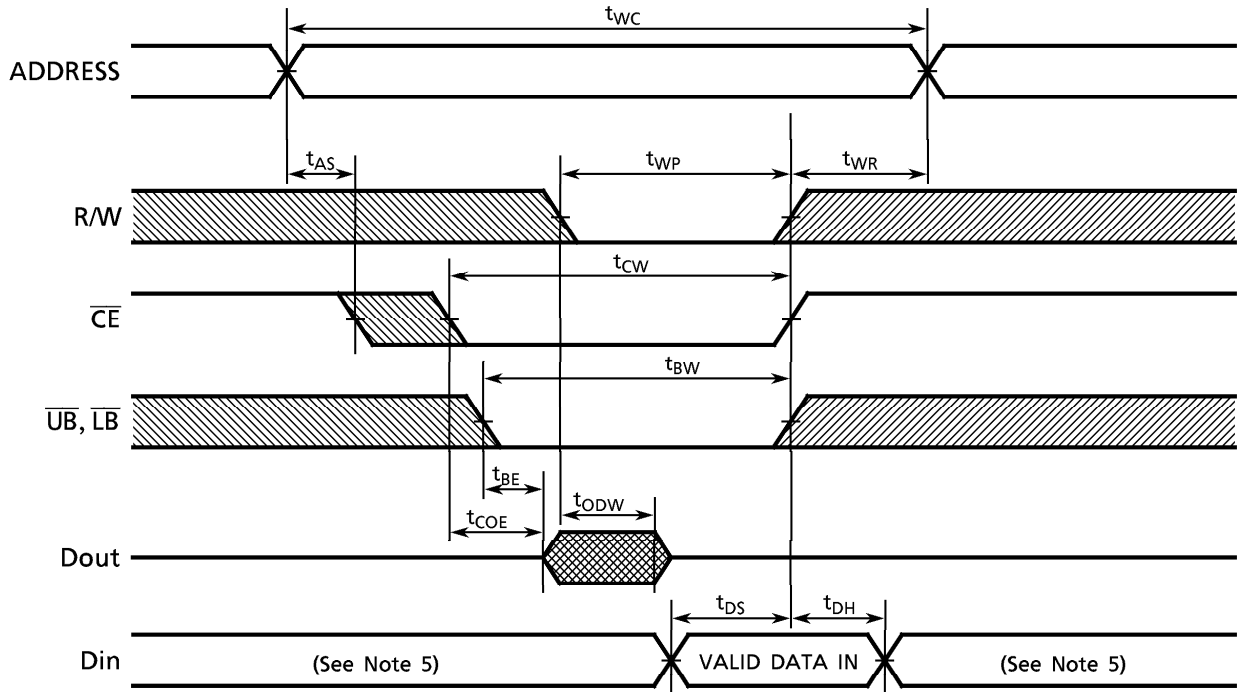 tWC
ADDRESS
tAS
tWP
tWR
R/W
tCW
CE
tBW
UB, LB
tBE
tODW
tCOE
Dout
tDS
tDH
Din
(See Note 5)
VALID DATA IN
(See Note 5)